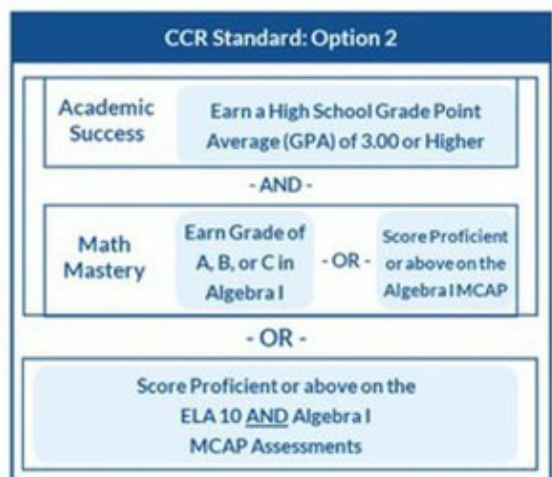 CCR Standard: Option 2
Academic
Success
Earn a High School Grade Point
Average (GPA) of 3.00 or Higher
- AND -
Math
Mastery
Earn Grade of
A, B, or C in
Algebra I
- OR -
Score Proficient
or above on the
Algebra I MCAP
- OR -
Score Proficient or above on the
ELA 10 AND Algebra I
MCAP Assessments